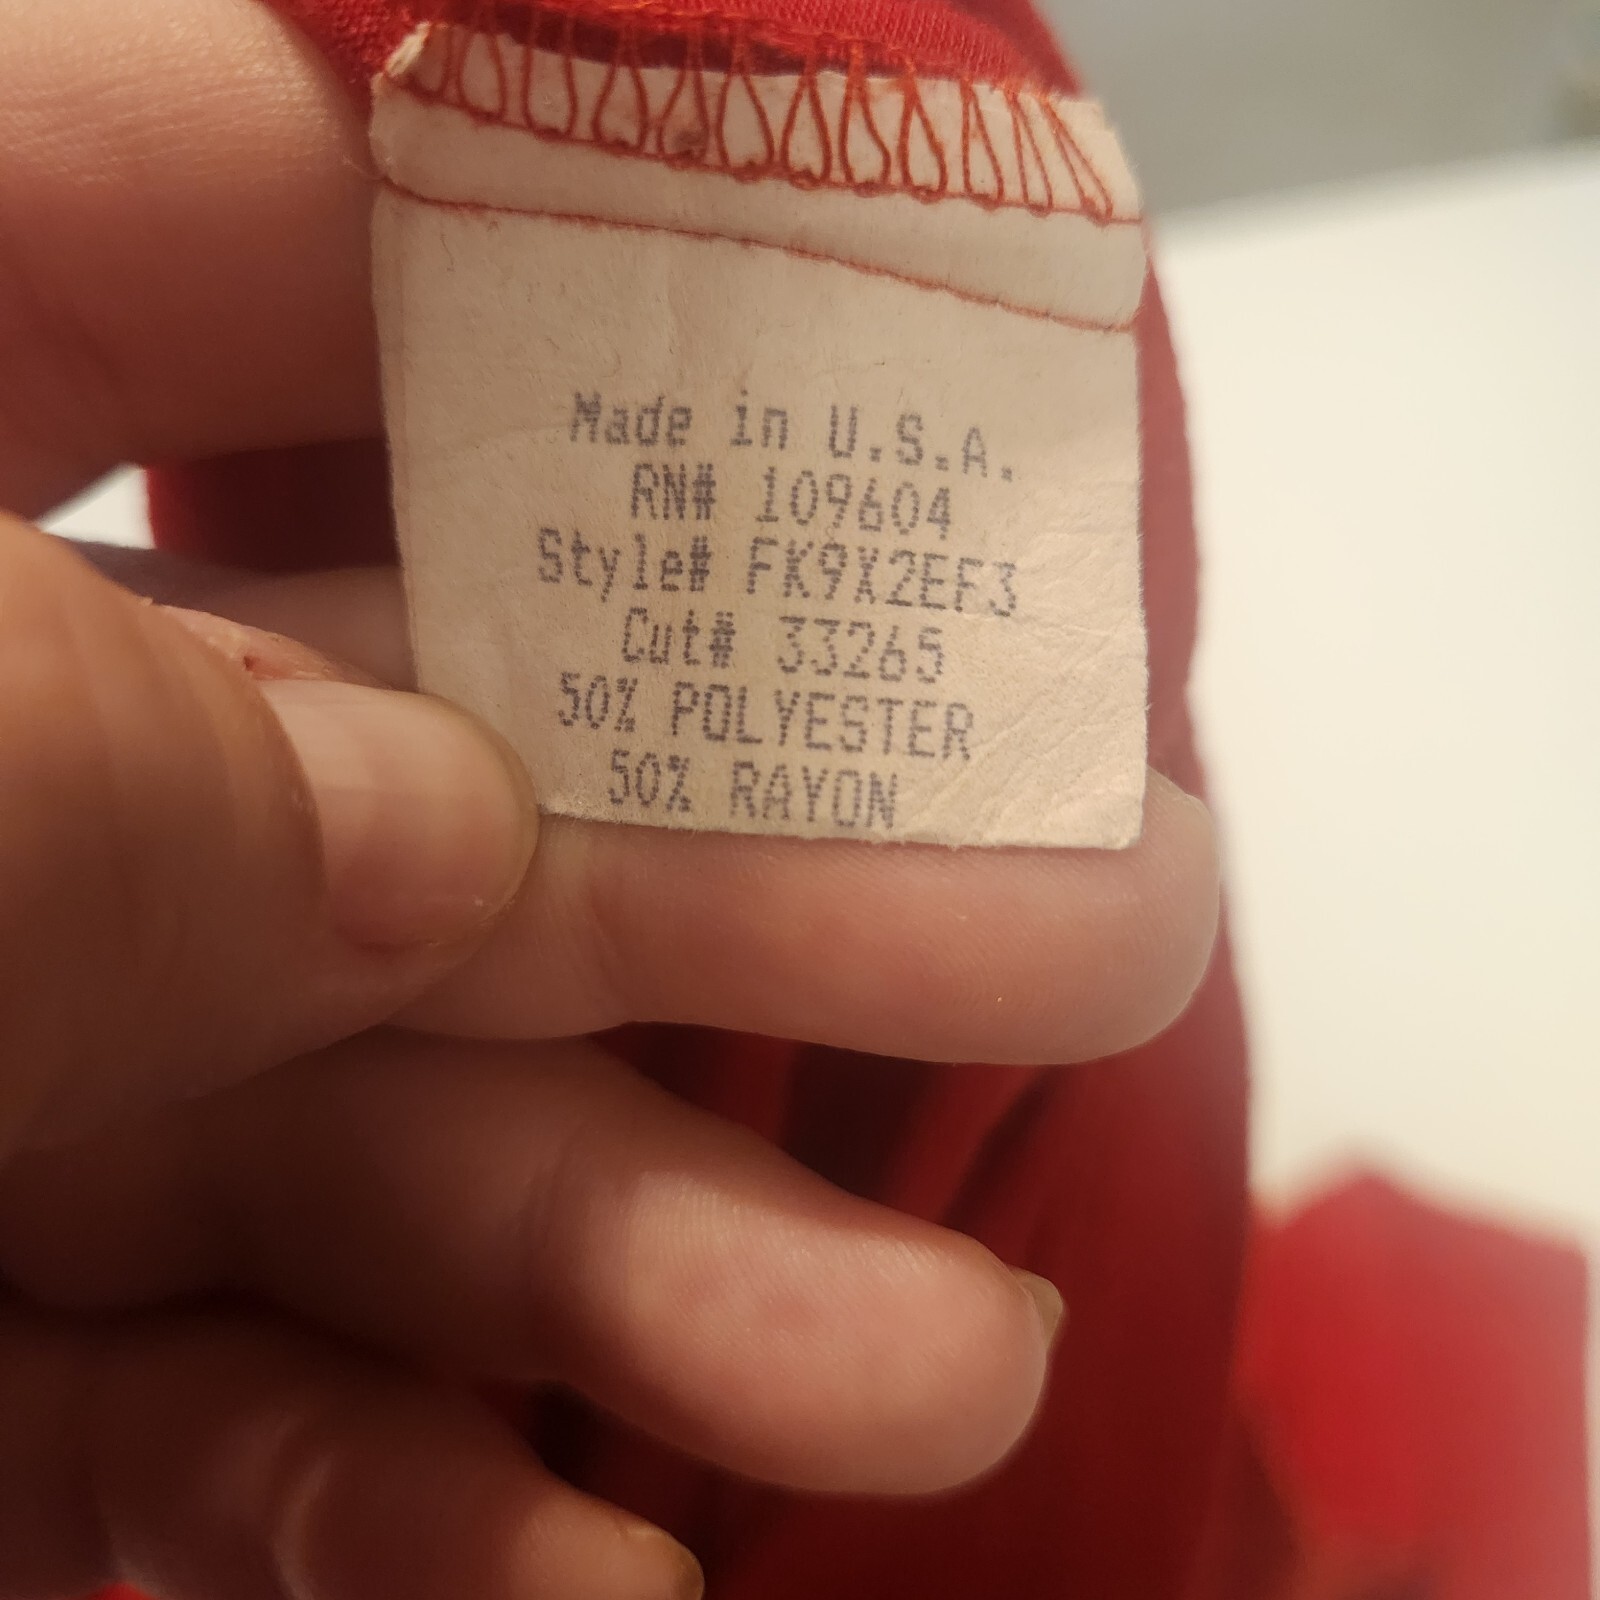 Made in U.S.A.
RN# 109604
Style# FK9X2EF3
Cut# 33265
50% POLYESTER
50% RAYON